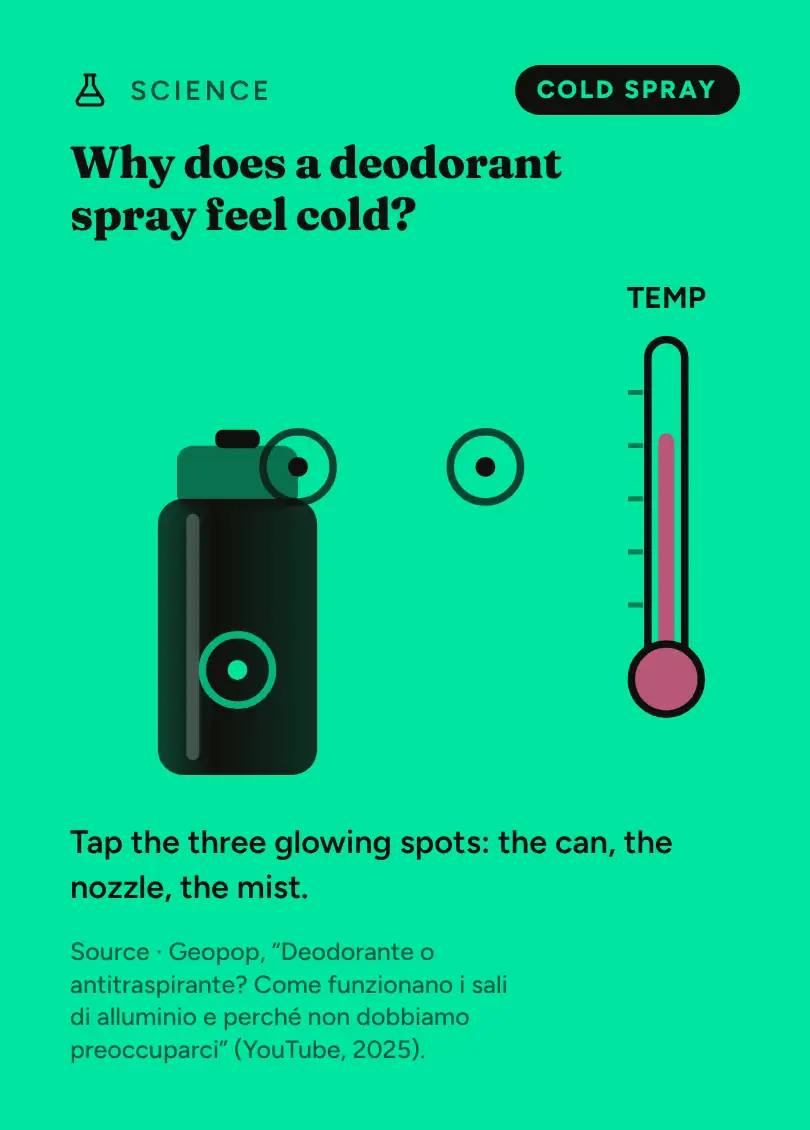 SCIENCE
COLD SPRAY
Why does a deodorant
spray feel cold?
TEMP
Tap the three glowing spots: the can, the
nozzle, the mist.
Source · Geopop, “Deodorante o
antitraspirante? Come funzionano i sali
di alluminio e perché non dobbiamo
preoccuparci” (YouTube, 2025).